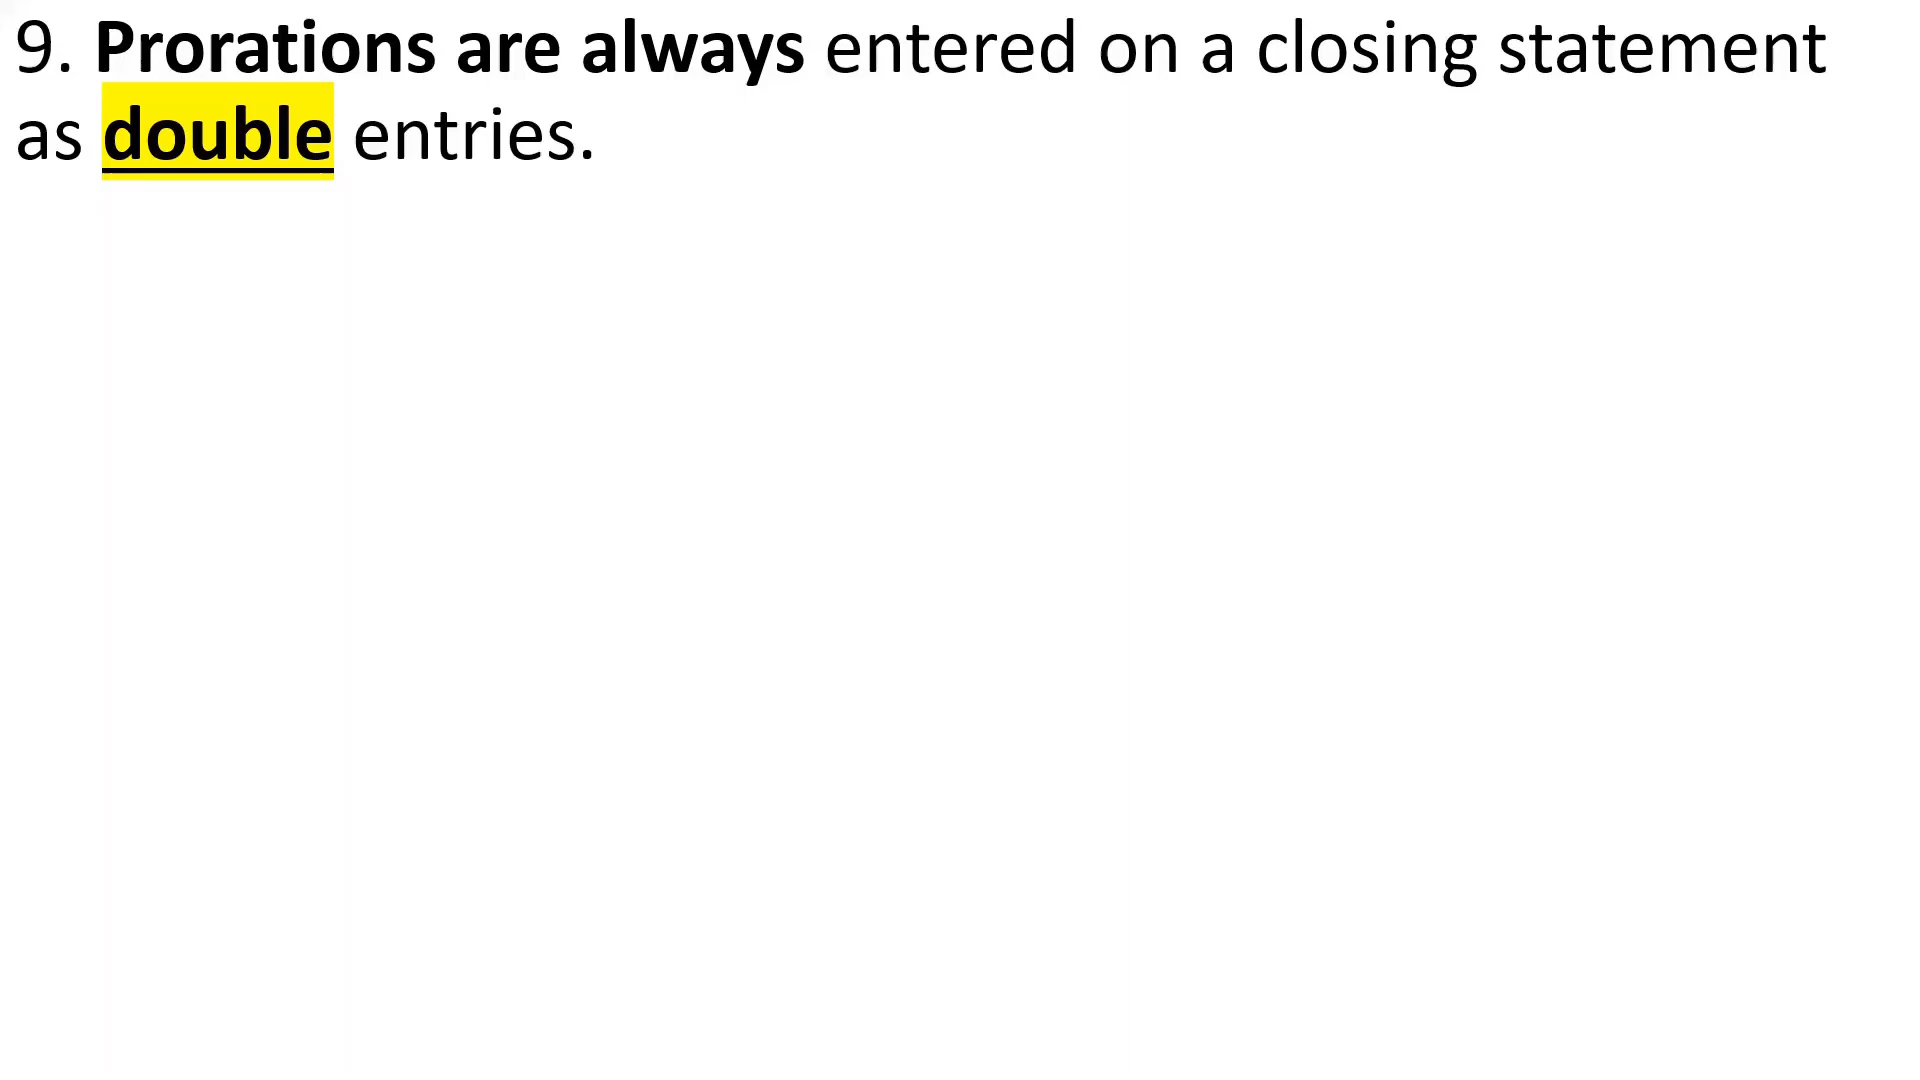 9. Prorations are always entered on a closing statement
as double entries.